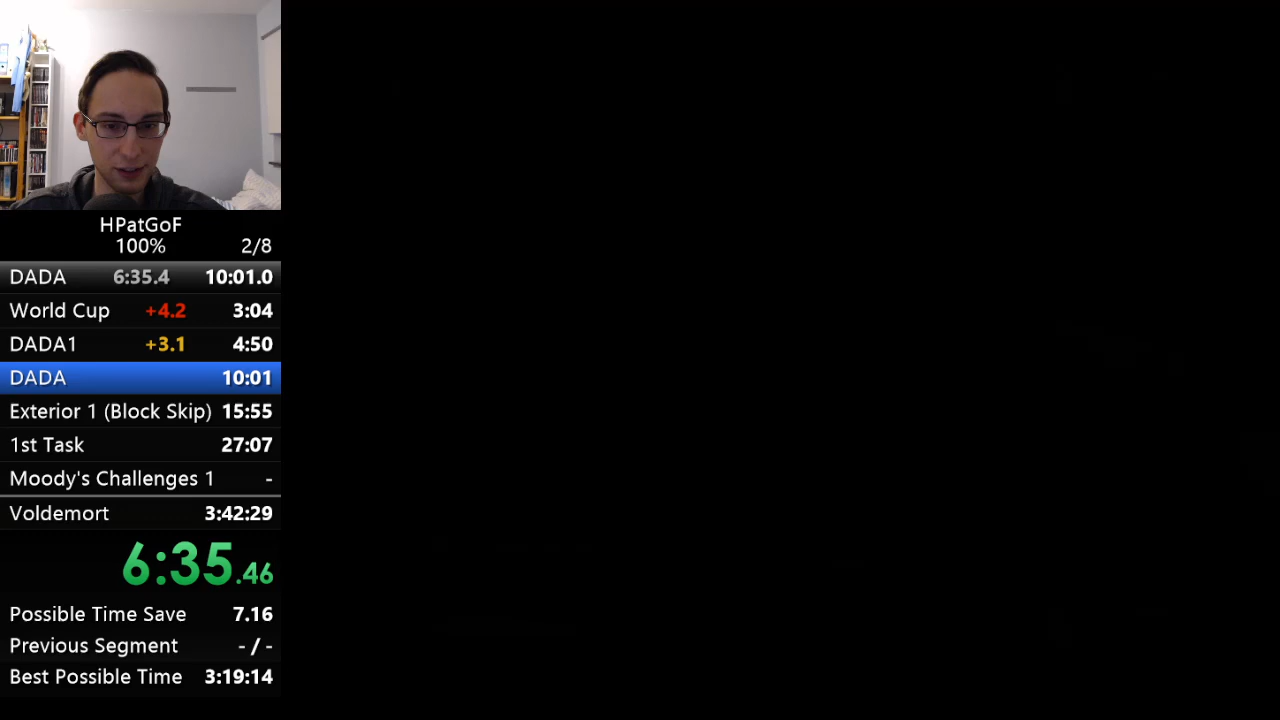 HPatGoF
100% 2/8
DADA 6:35.4 10:01.0
World Cup +4.2 3:04
DADA1 +3.1 4:50
DADA 10:01
Exterior 1 (Block Skip) 15:55
1st Task 27:07
Moody's Challenges 1 -
Voldemort 3:42:29
6:35.46
Possible Time Save 7.16
Previous Segment - / -
Best Possible Time 3:19:14